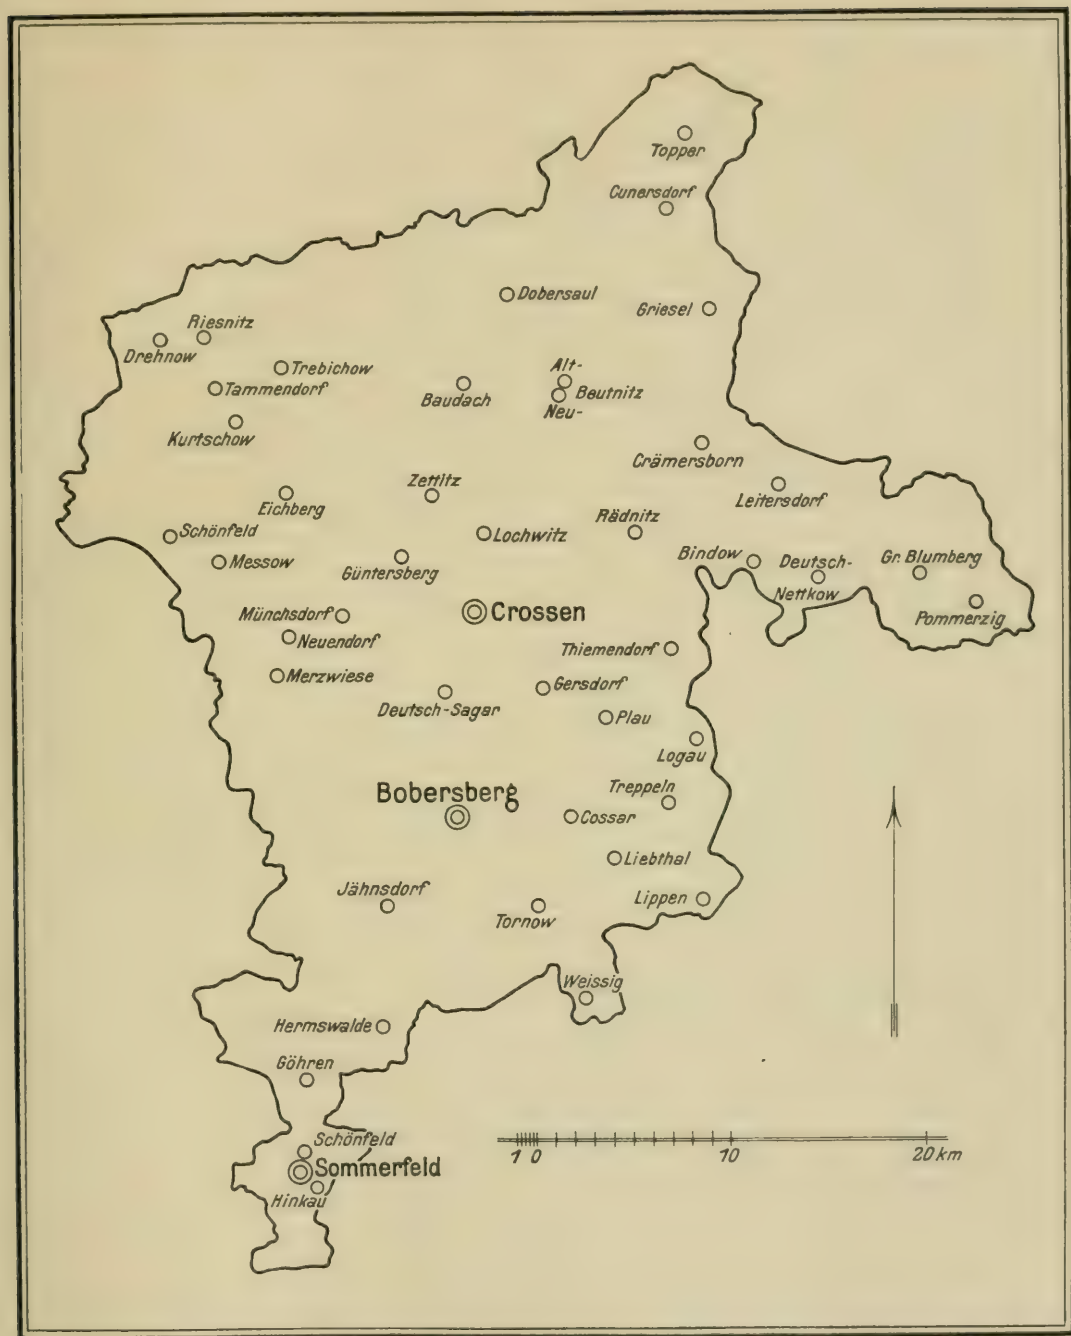 Topper
Cunersdorf
Dobersaul
Griesel
Riesnitz
Drehnow
Trebichow
Tammendorf
Baudach
Alt-
Beutnitz
Neu-
Kurtschow
Crämersborn
Zettitz
Leitersdorf
Eichberg
Schönfeld
Lochwitz
Rädnitz
Messow
Güntersberg
Bindow
Deutsch-
Nettkow
Gr. Blumberg
Pommerzig
Münchsdorf
Crossen
Neuendorf
Thiemendorf
Merzwiese
Gersdorf
Deutsch-Sagar
Plau
Logau
Bobersberg
Treppeln
Cossar
Liebthal
Jähnsdorf
Lippen
Tornow
Weissig
Hermswalde
Göhren
Schönfeld
Sommerfeld
Hinkau
1 0 10 20 km